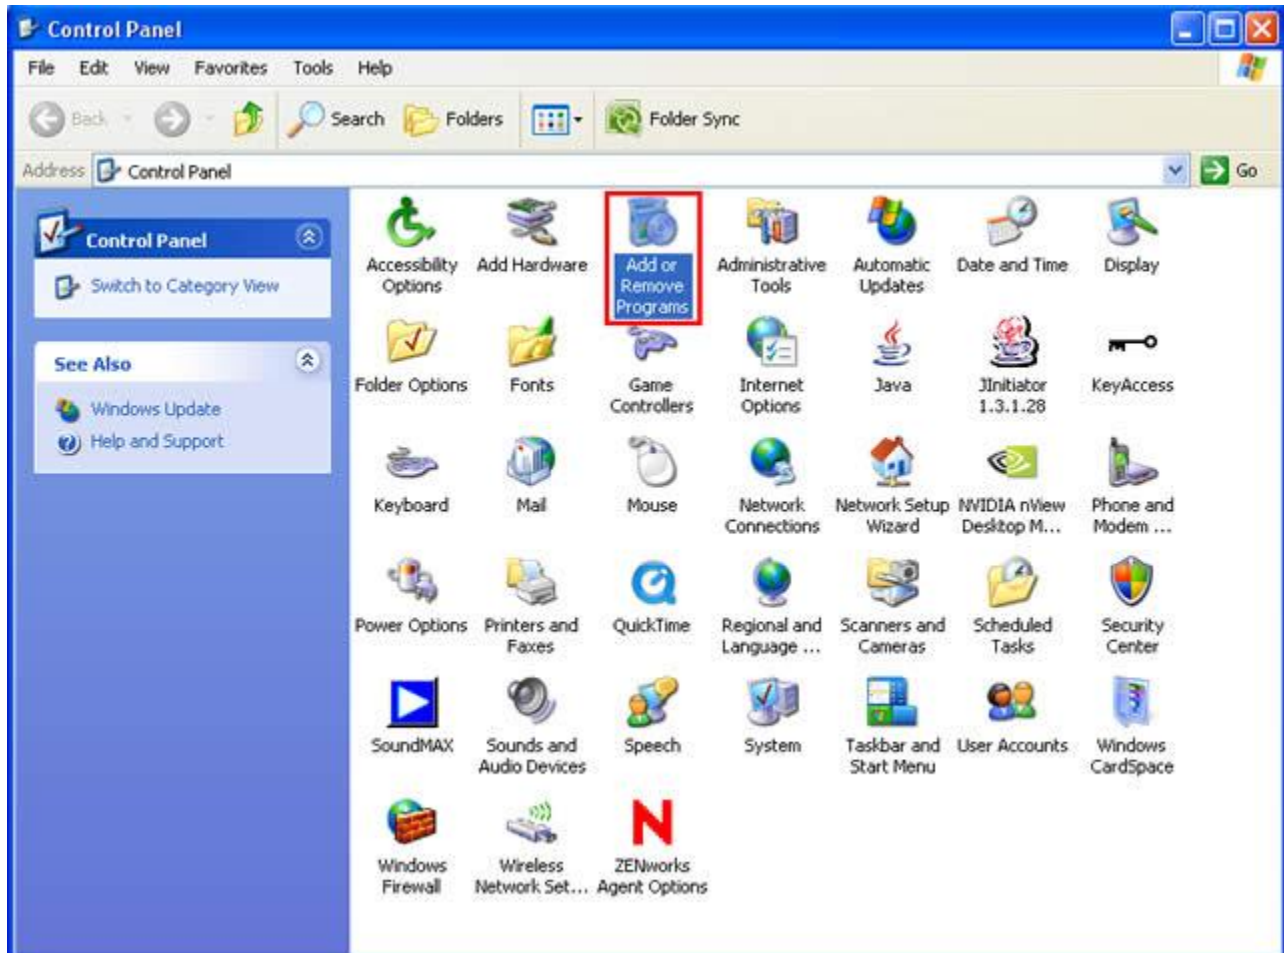 Control Panel
File Edit View Favorites Tools Help
Back Search Folders Folder Sync
Address Control Panel Go
Control Panel
Switch to Category View
See Also
Windows Update
Help and Support
Accessibility
Options
Add Hardware
Add or
Remove
Programs
Administrative
Tools
Automatic
Updates
Date and Time
Display
Folder Options
Fonts
Game
Controllers
Internet
Options
Java
JInitiator
1.3.1.28
KeyAccess
Keyboard
Mail
Mouse
Network
Connections
Network Setup
Wizard
NVIDIA nView
Desktop M...
Phone and
Modem ...
Power Options
Printers and
Faxes
QuickTime
Regional and
Language ...
Scanners and
Cameras
Scheduled
Tasks
Security
Center
SoundMAX
Sounds and
Audio Devices
Speech
System
Taskbar and
Start Menu
User Accounts
Windows
CardSpace
Windows
Firewall
Wireless
Network Set...
N
ZENworks
Agent Options